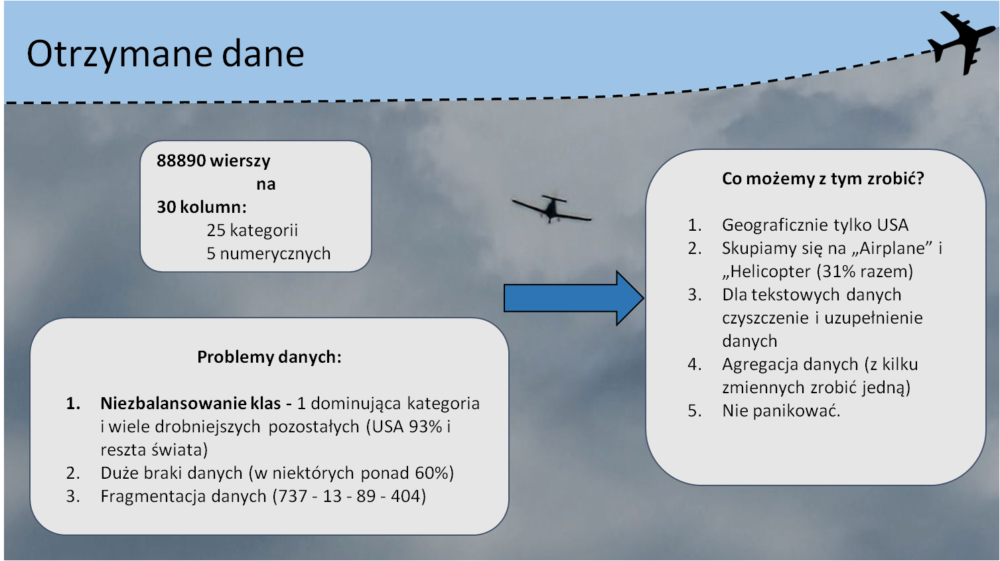 Otrzymane dane
88890 wierszy
na
30 kolumn:
25 kategorii
5 numerycznych
Problemy danych:
1. Niezbalansowanie klas - 1 dominująca kategoria
i wiele drobniejszych pozostałych (USA 93% i
reszta świata)
2. Duże braki danych (w niektórych ponad 60%)
3. Fragmentacja danych (737 - 13 - 89 - 404)
Co możemy z tym zrobić?
1. Geograficznie tylko USA
2. Skupiamy się na „Airplane” i
„Helicopter (31% razem)
3. Dla tekstowych danych
czyszczenie i uzupełnienie
danych
4. Agregacja danych (z kilku
zmiennych zrobić jedną)
5. Nie panikować.